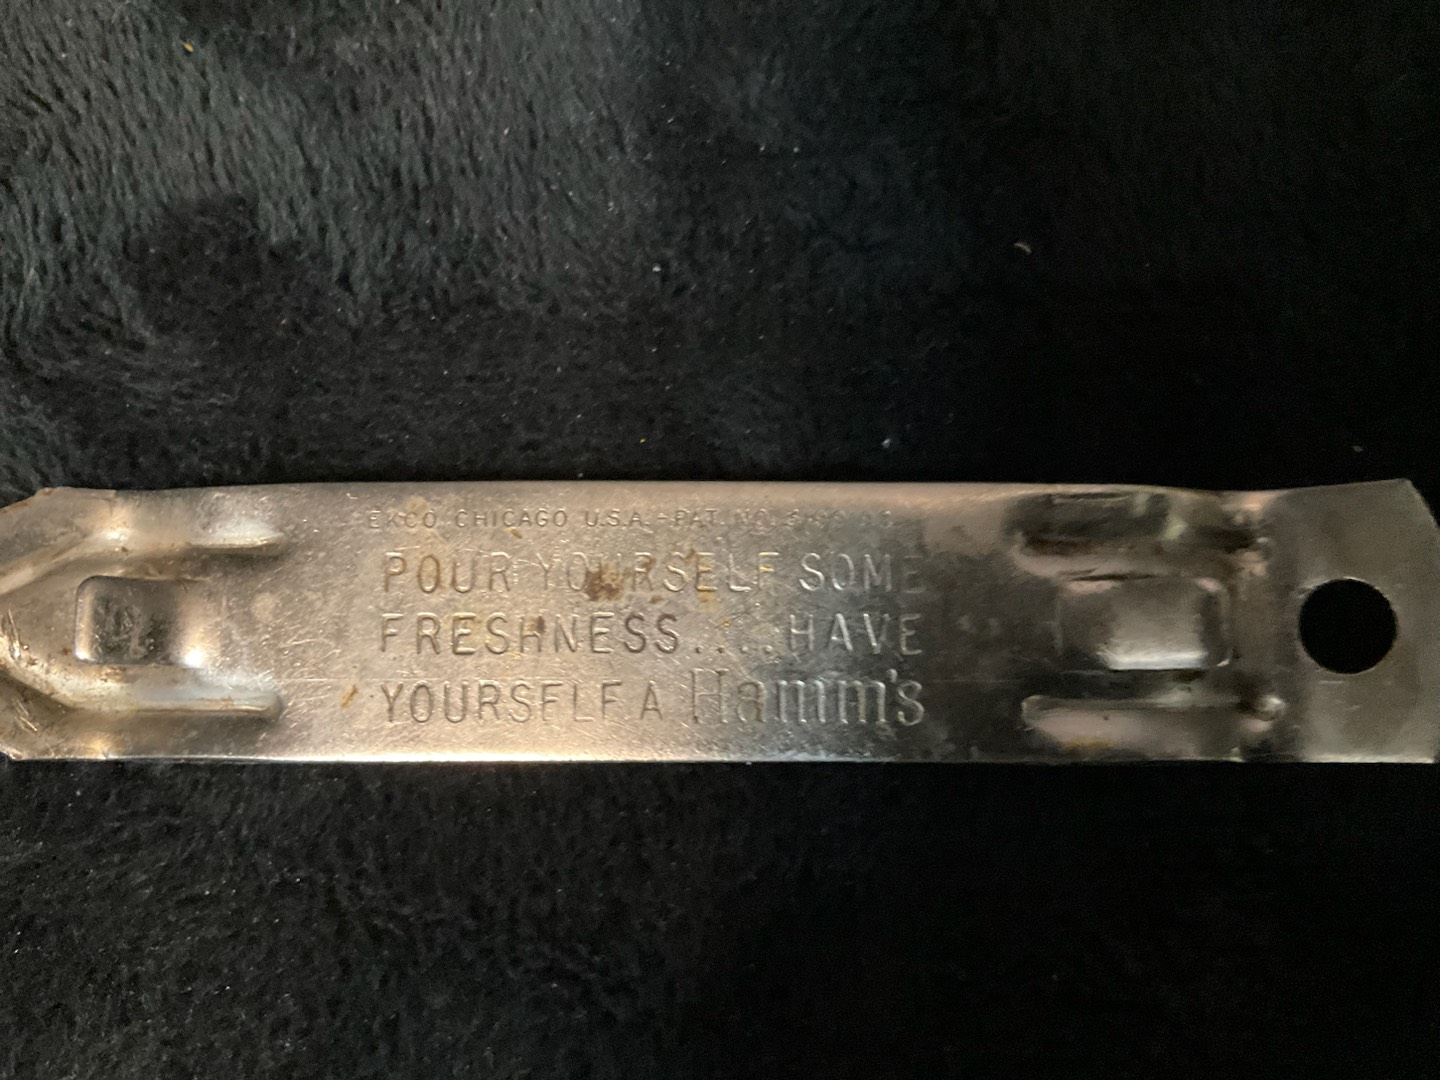 EKCO CHICAGO U.S.A.-PAT. NO.
POUR YOURSELF SOME
FRESHNESS.....HAVE
YOURSELF A Hamm's